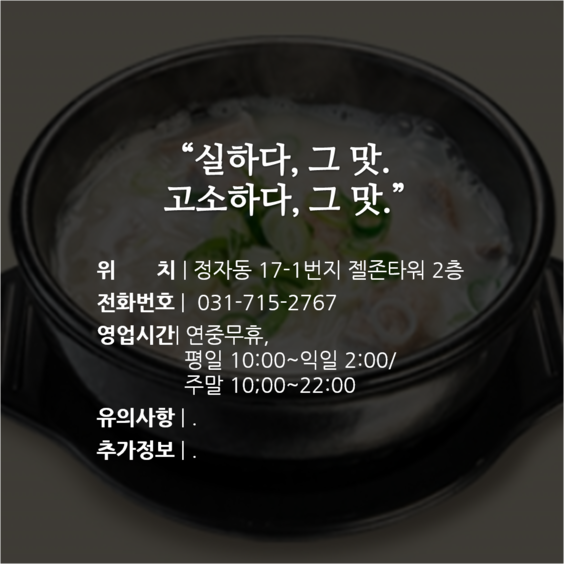 “실하다, 그 맛.
고소하다, 그 맛.”
위 치 | 정자동 17-1번지 젤존타워 2층
전화번호 | 031-715-2767
영업시간| 연중무휴,
평일 10:00~익일 2:00/
주말 10;00~22:00
유의사항 | .
추가정보 | .